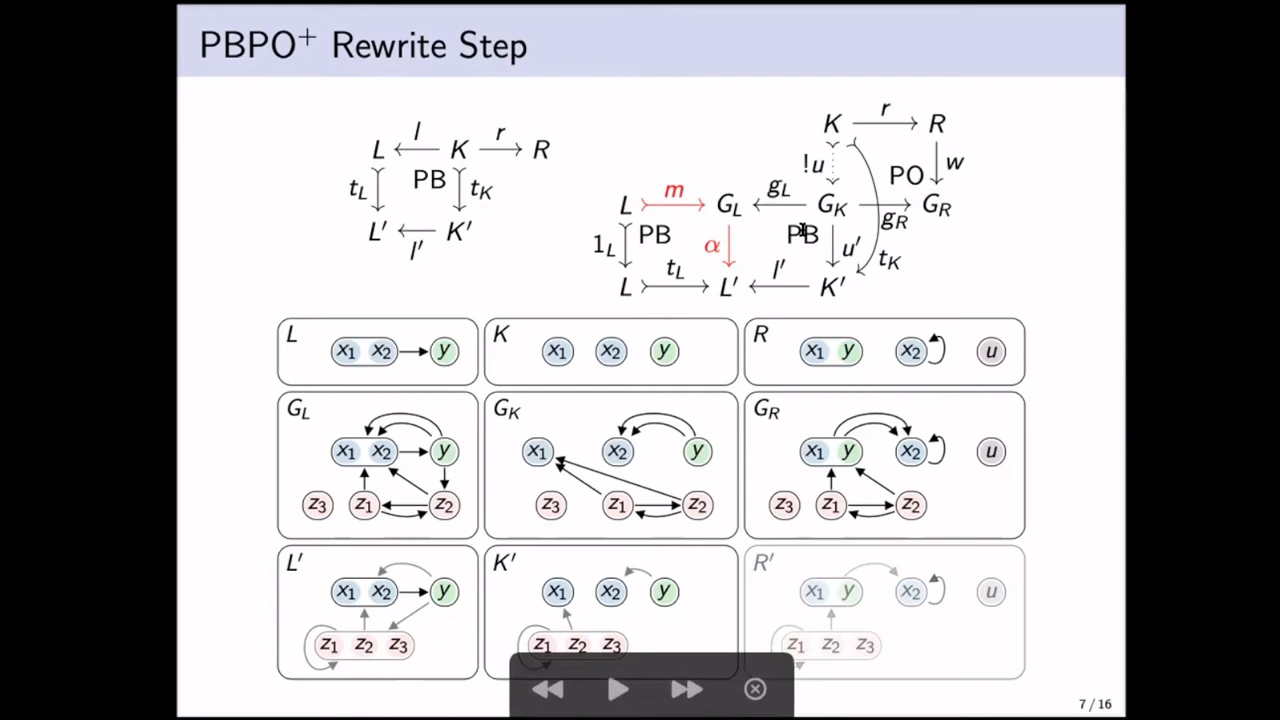 PBPO⁺ Rewrite Step
K r R
l r
L K R
PB
t_L t_K
L' K'
l'
!u PO w
m g_L
L G_L G_K g_R G_R
1_L PB α PB u' t_K
t_L l'
L L' K'
L x₁ x₂ y
K x₁ x₂ y
R x₁ y x₂ u
G_L
x₁ x₂ y
z₃ z₁ z₂
G_K
x₁ x₂ y
z₃ z₁ z₂
G_R
x₁ y x₂ u
z₃ z₁ z₂
L'
x₁ x₂ y
z₁ z₂ z₃
K'
x₁ x₂ y
z₁ z₂ z₃
R'
x₁ y x₂ u
z₁ z₂ z₃
7 / 16